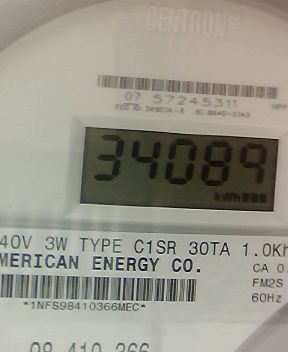 CENTRON
07 57245311
34089
kWh
40V 3W TYPE C1SR 30TA 1.0Kh
MERICAN ENERGY CO.
CA 0.
FM2S
60Hz
*1NFS98410366MEC*
98 410 366